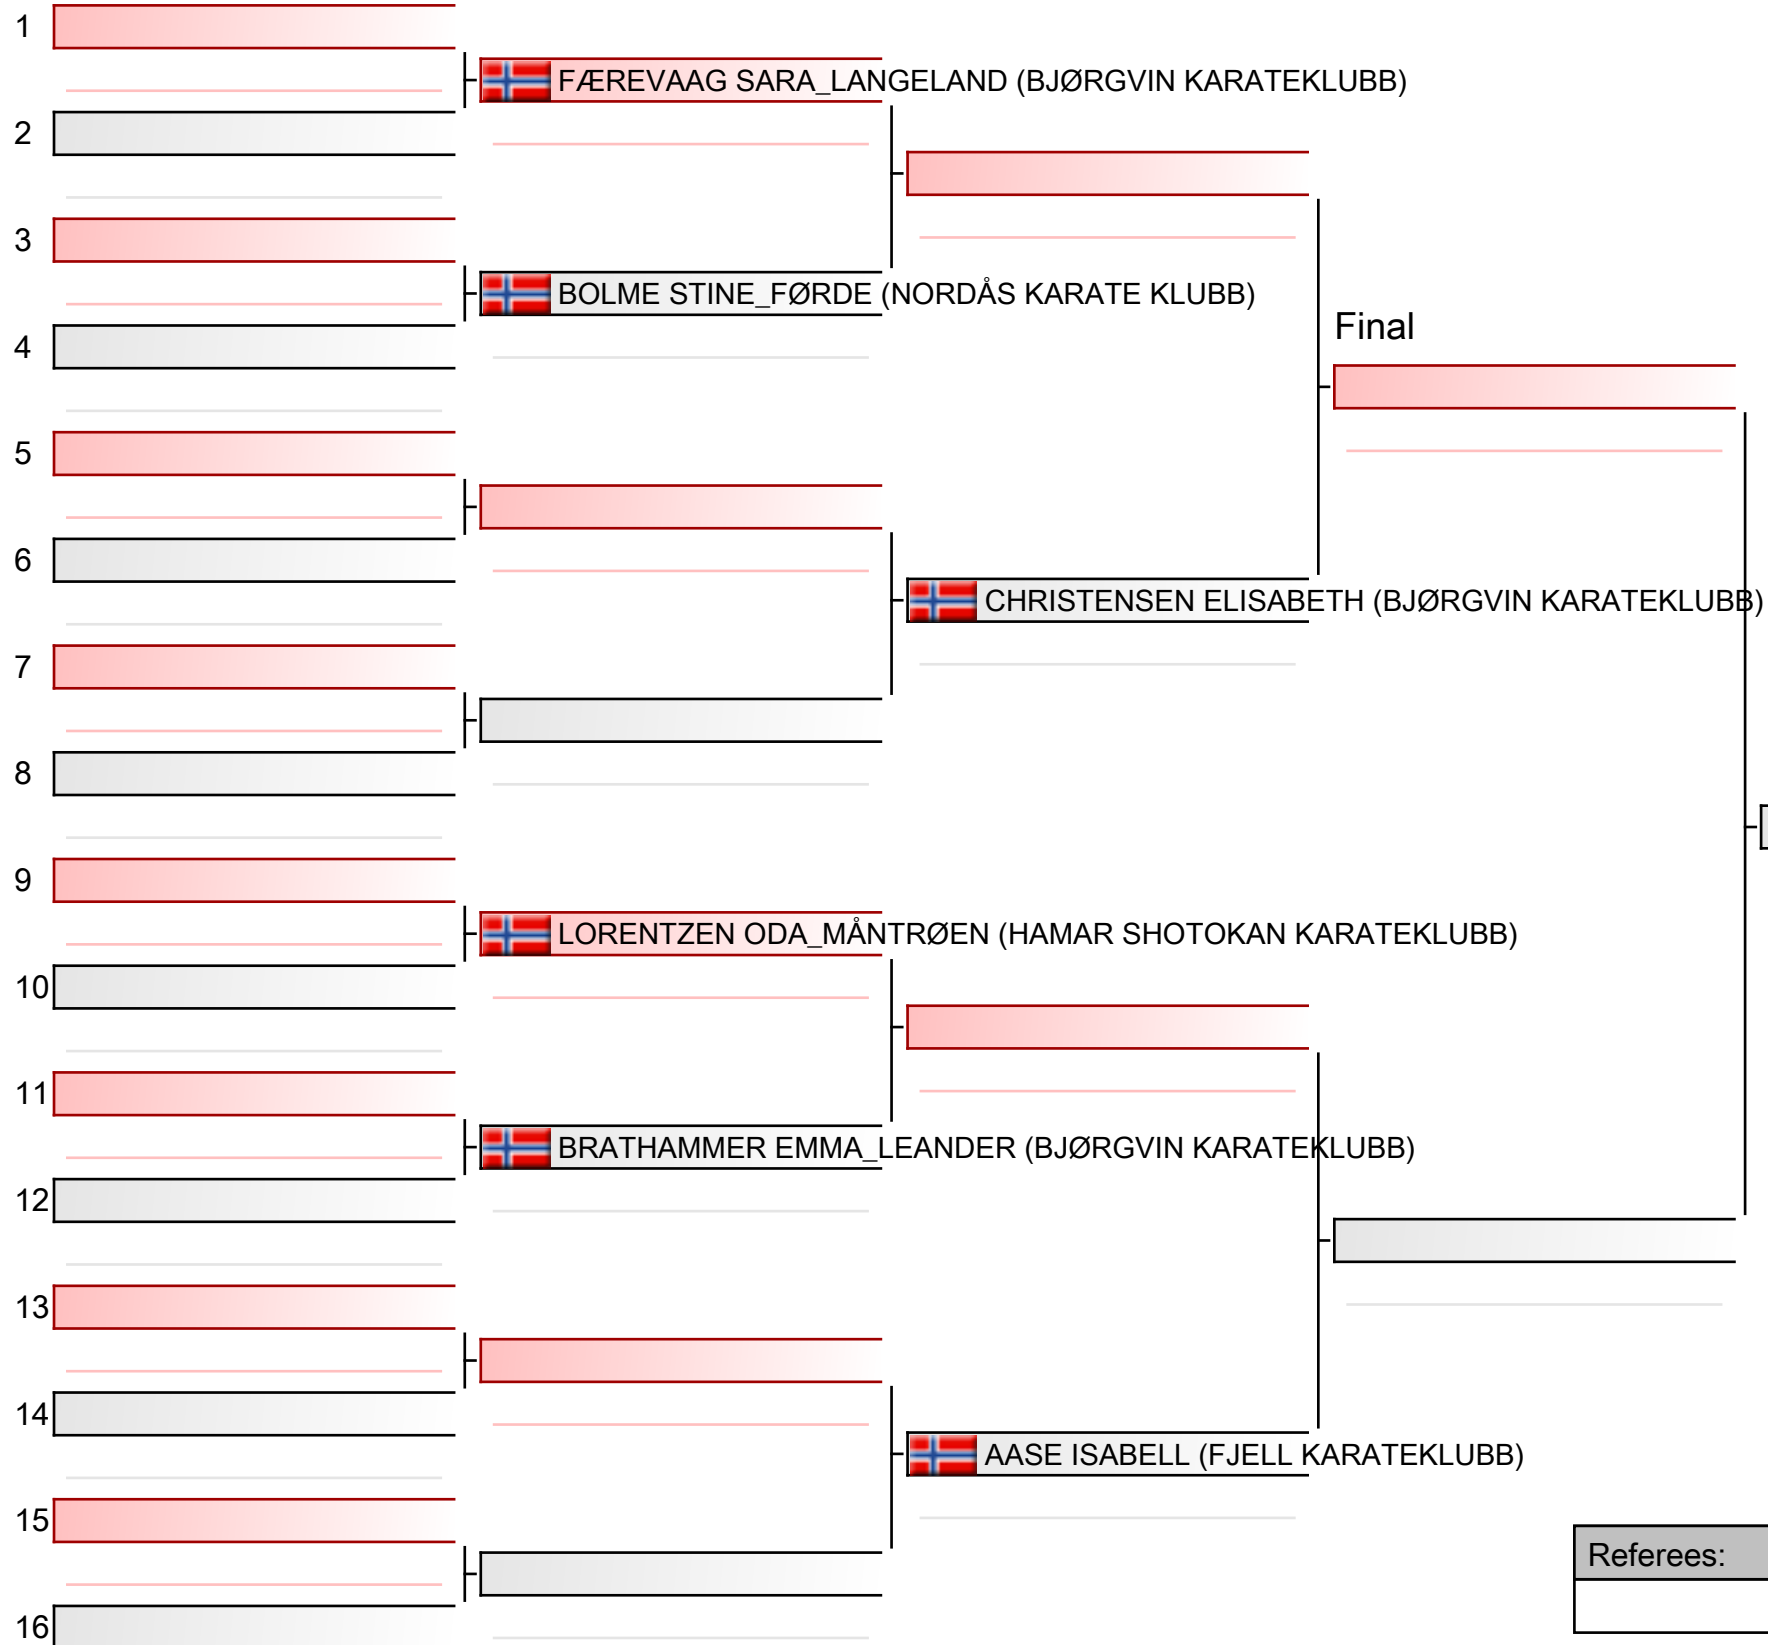 1
FÆREVAAG SARA_LANGELAND (BJØRGVIN KARATEKLUBB)
2
3
BOLME STINE_FØRDE (NORDÅS KARATE KLUBB)
Final
4
5
6
CHRISTENSEN ELISABETH (BJØRGVIN KARATEKLUBB)
7
8
9
LORENTZEN ODA_MÅNTRØEN (HAMAR SHOTOKAN KARATEKLUBB)
10
11
BRATHAMMER EMMA_LEANDER (BJØRGVIN KARATEKLUBB)
12
13
14
AASE ISABELL (FJELL KARATEKLUBB)
15
Referees:
16